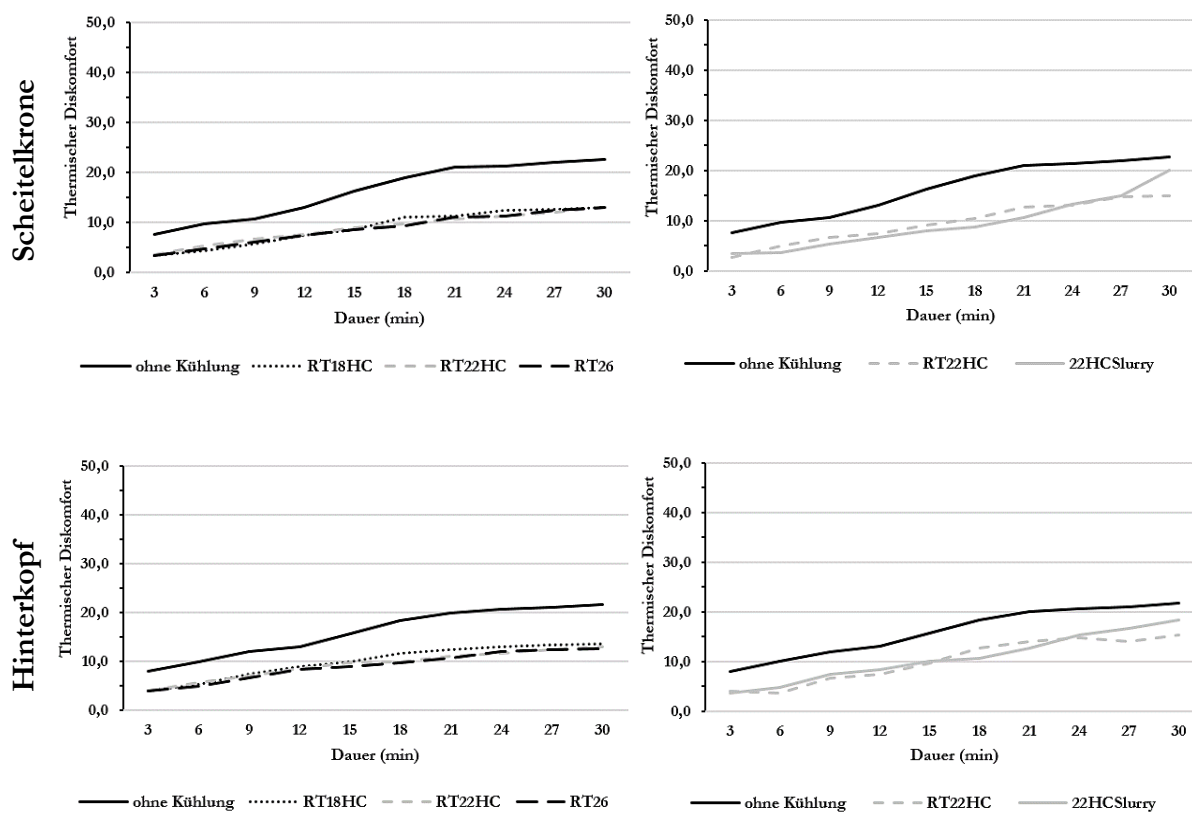 Scheitelkrone
Thermischer Diskomfort
50,0
40,0
30,0
20,0
10,0
0,0
3 6 9 12 15 18 21 24 27 30
Dauer (min)
ohne Kühlung RT18HC RT22HC RT26
Thermischer Diskomfort
50,0
40,0
30,0
20,0
10,0
0,0
3 6 9 12 15 18 21 24 27 30
Dauer (min)
ohne Kühlung RT22HC 22HCSlurry
Hinterkopf
Thermischer Diskomfort
50,0
40,0
30,0
20,0
10,0
0,0
3 6 9 12 15 18 21 24 27 30
Dauer (min)
ohne Kühlung RT18HC RT22HC RT26
Thermischer Diskomfort
50,0
40,0
30,0
20,0
10,0
0,0
3 6 9 12 15 18 21 24 27 30
Dauer (min)
ohne Kühlung RT22HC 22HCSlurry